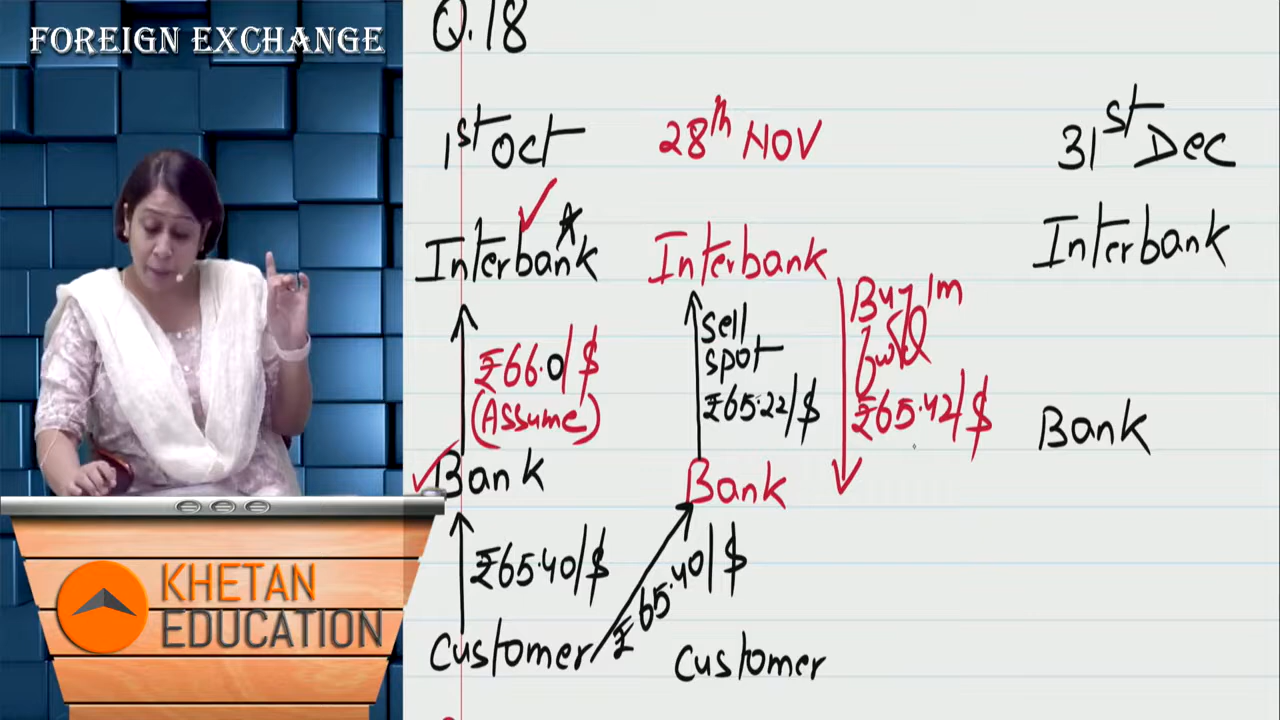 FOREIGN EXCHANGE
Q.18
1st Oct
28th NOV
31st Dec
Interbank *
Interbank
Interbank
₹66.0/$
(Assume)
sell
spot
₹65.22/$
Buy 1m
fwd
₹65.42/$
Bank
Bank
Bank
₹65.40/$
₹65.40/$
Customer
Customer
KHETAN
EDUCATION